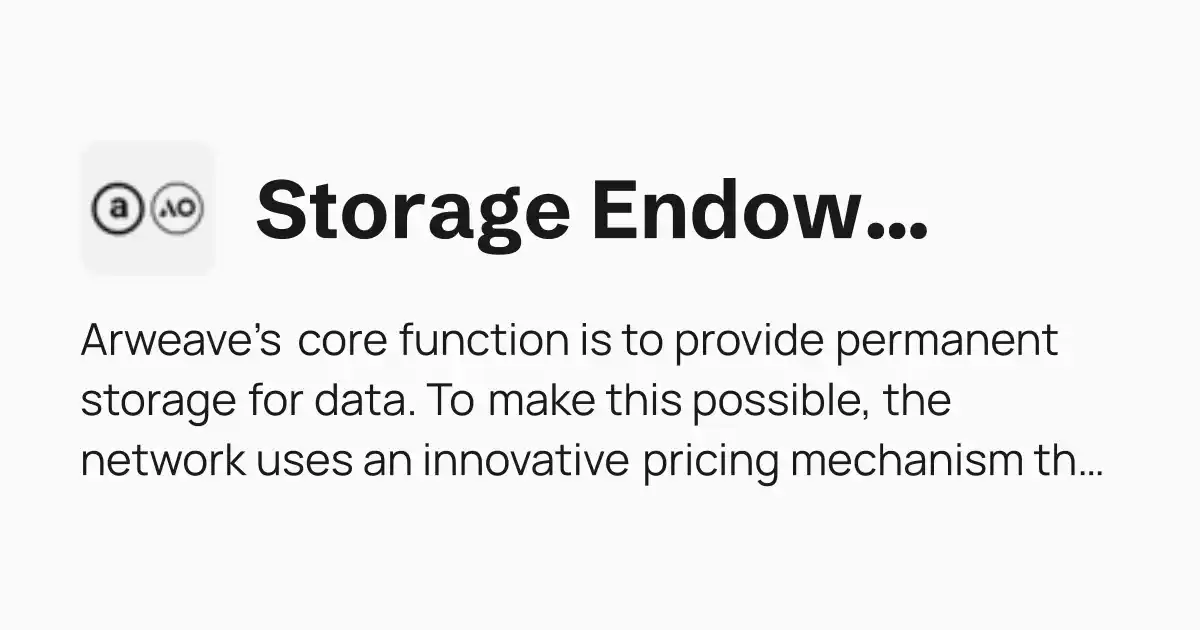 a AO Storage Endow...
Arweave’s core function is to provide permanent
storage for data. To make this possible, the
network uses an innovative pricing mechanism th...